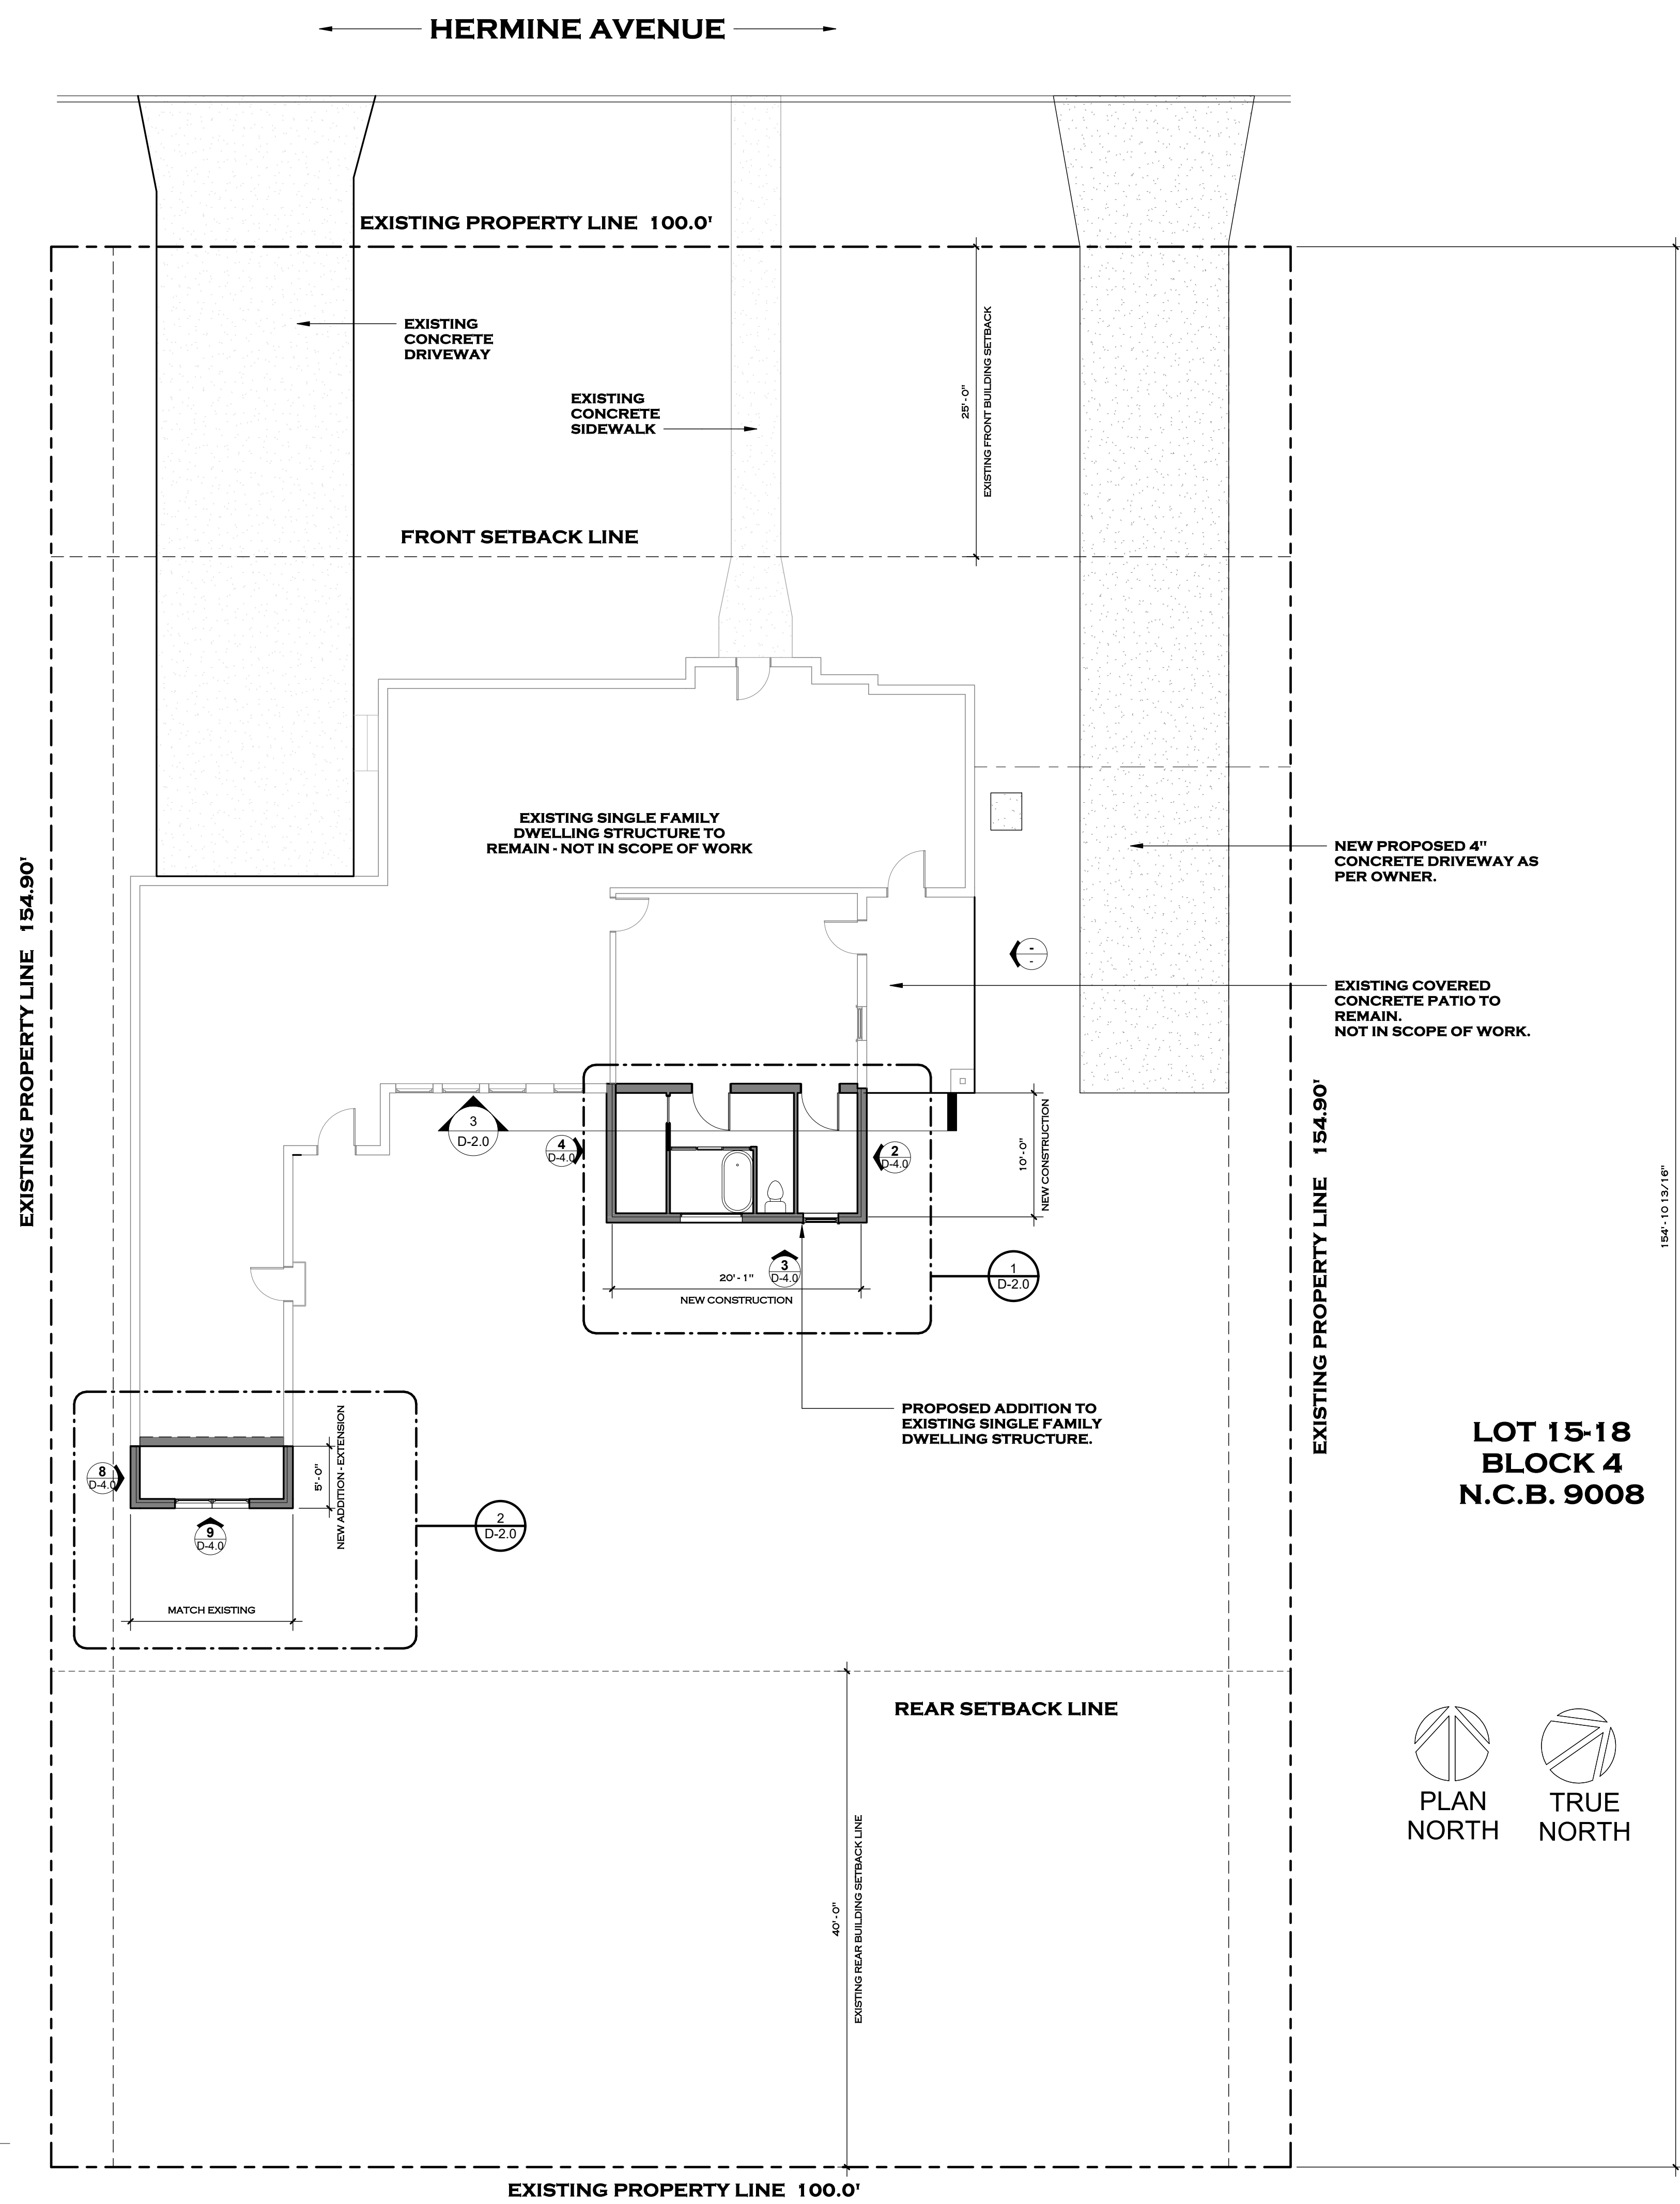 HERMINE AVENUE
EXISTING PROPERTY LINE 100.0'
EXISTING
CONCRETE
DRIVEWAY
EXISTING
CONCRETE
SIDEWALK
25'-0"
EXISTING FRONT BUILDING SETBACK
FRONT SETBACK LINE
EXISTING SINGLE FAMILY
DWELLING STRUCTURE TO
REMAIN - NOT IN SCOPE OF WORK
NEW PROPOSED 4"
CONCRETE DRIVEWAY AS
PER OWNER.
EXISTING PROPERTY LINE 154.90'
-
-
EXISTING COVERED
CONCRETE PATIO TO
REMAIN.
NOT IN SCOPE OF WORK.
3
D-2.0
4
D-4.0
2
D-4.0
10'-0"
NEW CONSTRUCTION
EXISTING PROPERTY LINE 154.90'
154'-10 13/16"
20'-1"
3
D-4.0
NEW CONSTRUCTION
1
D-2.0
PROPOSED ADDITION TO
EXISTING SINGLE FAMILY
DWELLING STRUCTURE.
LOT 15-18
BLOCK 4
N.C.B. 9008
8
D-4.0
5'-0"
NEW ADDITION - EXTENSION
9
D-4.0
2
D-2.0
MATCH EXISTING
REAR SETBACK LINE
PLAN
NORTH
TRUE
NORTH
40'-0"
EXISTING REAR BUILDING SETBACK LINE
EXISTING PROPERTY LINE 100.0'